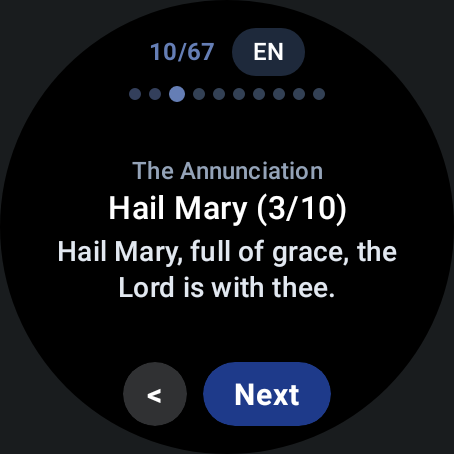 10/67 EN
The Annunciation
Hail Mary (3/10)
Hail Mary, full of grace, the
Lord is with thee.
< Next